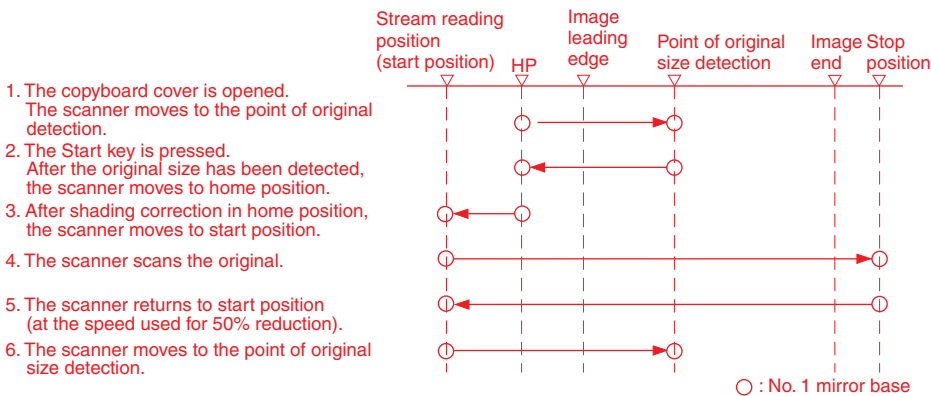 Stream reading
position
(start position)
HP
Image
leading
edge
Point of original
size detection
Image
end
Stop
position
1. The copyboard cover is opened.
The scanner moves to the point of original
detection.
2. The Start key is pressed.
After the original size has been detected,
the scanner moves to home position.
3. After shading correction in home position,
the scanner moves to start position.
4. The scanner scans the original.
5. The scanner returns to start position
(at the speed used for 50% reduction).
6. The scanner moves to the point of original
size detection.
: No. 1 mirror base